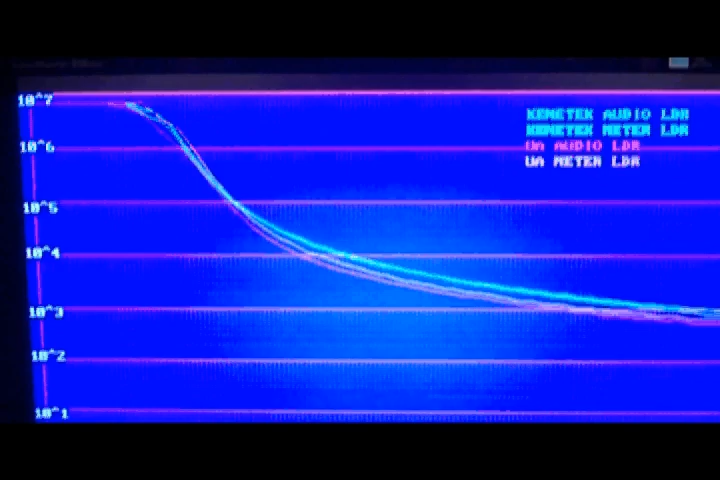 10^7
KENETEK AUDIO LDR
KENETEK METER LDR
UA AUDIO LDR
UA METER LDR
10^6
10^5
10^4
10^3
10^2
10^1